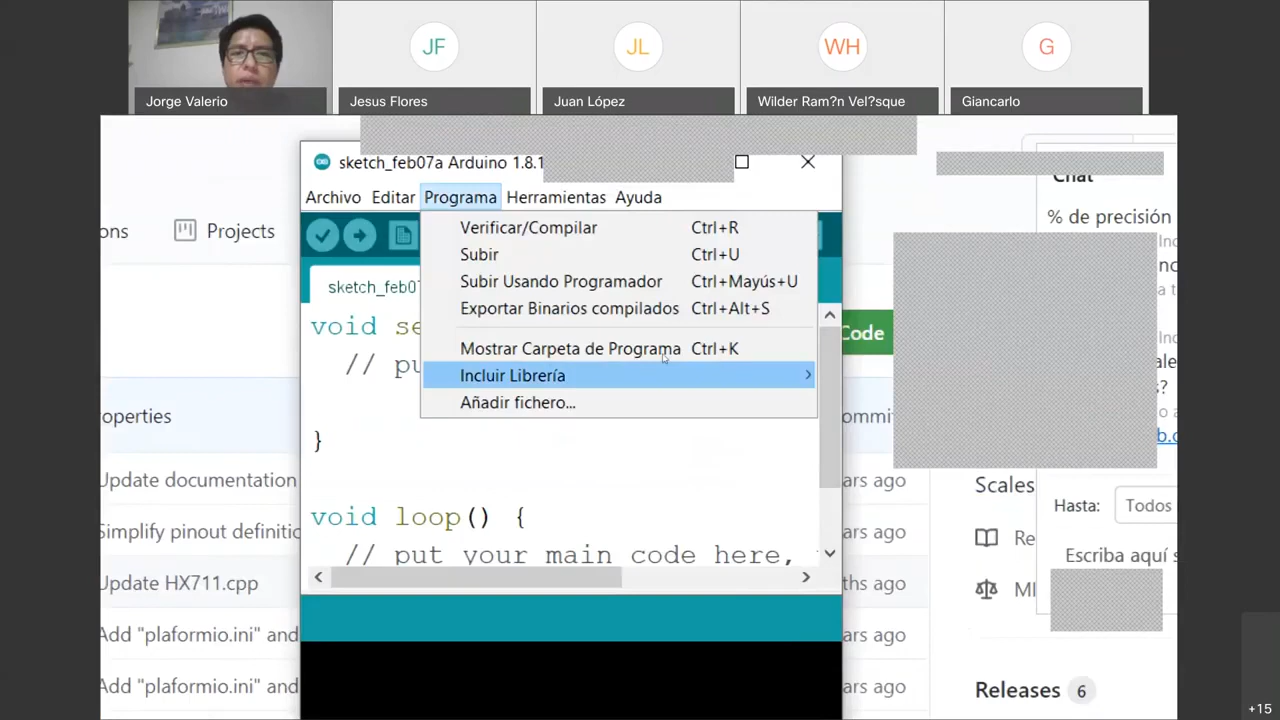 JF
JL
WH
G
Jorge Valerio
Jesus Flores
Juan López
Wilder Ram?n Vel?sque
Giancarlo
sketch_feb07a Arduino 1.8.1
Chat
Archivo Editar Programa Herramientas Ayuda
% de precisión
ons
Projects
Verificar/Compilar Ctrl+R
Subir Ctrl+U
Subir Usando Programador Ctrl+Mayús+U
Exportar Binarios compilados Ctrl+Alt+S
sketch_feb07
void se
Code
Mostrar Carpeta de Programa Ctrl+K
// pu
Incluir Librería
Añadir fichero...
roperties
ommit
}
Update documentation
ars ago
Scales
Hasta: Todos
void loop() {
Simplify pinout definitic
ars ago
Re
// put your main code here,
Escriba aquí s
Update HX711.cpp
ths ago
MI
Add "plaformio.ini" and
ars ago
Add "plaformio.ini" and
ars ago
Releases 6
+15